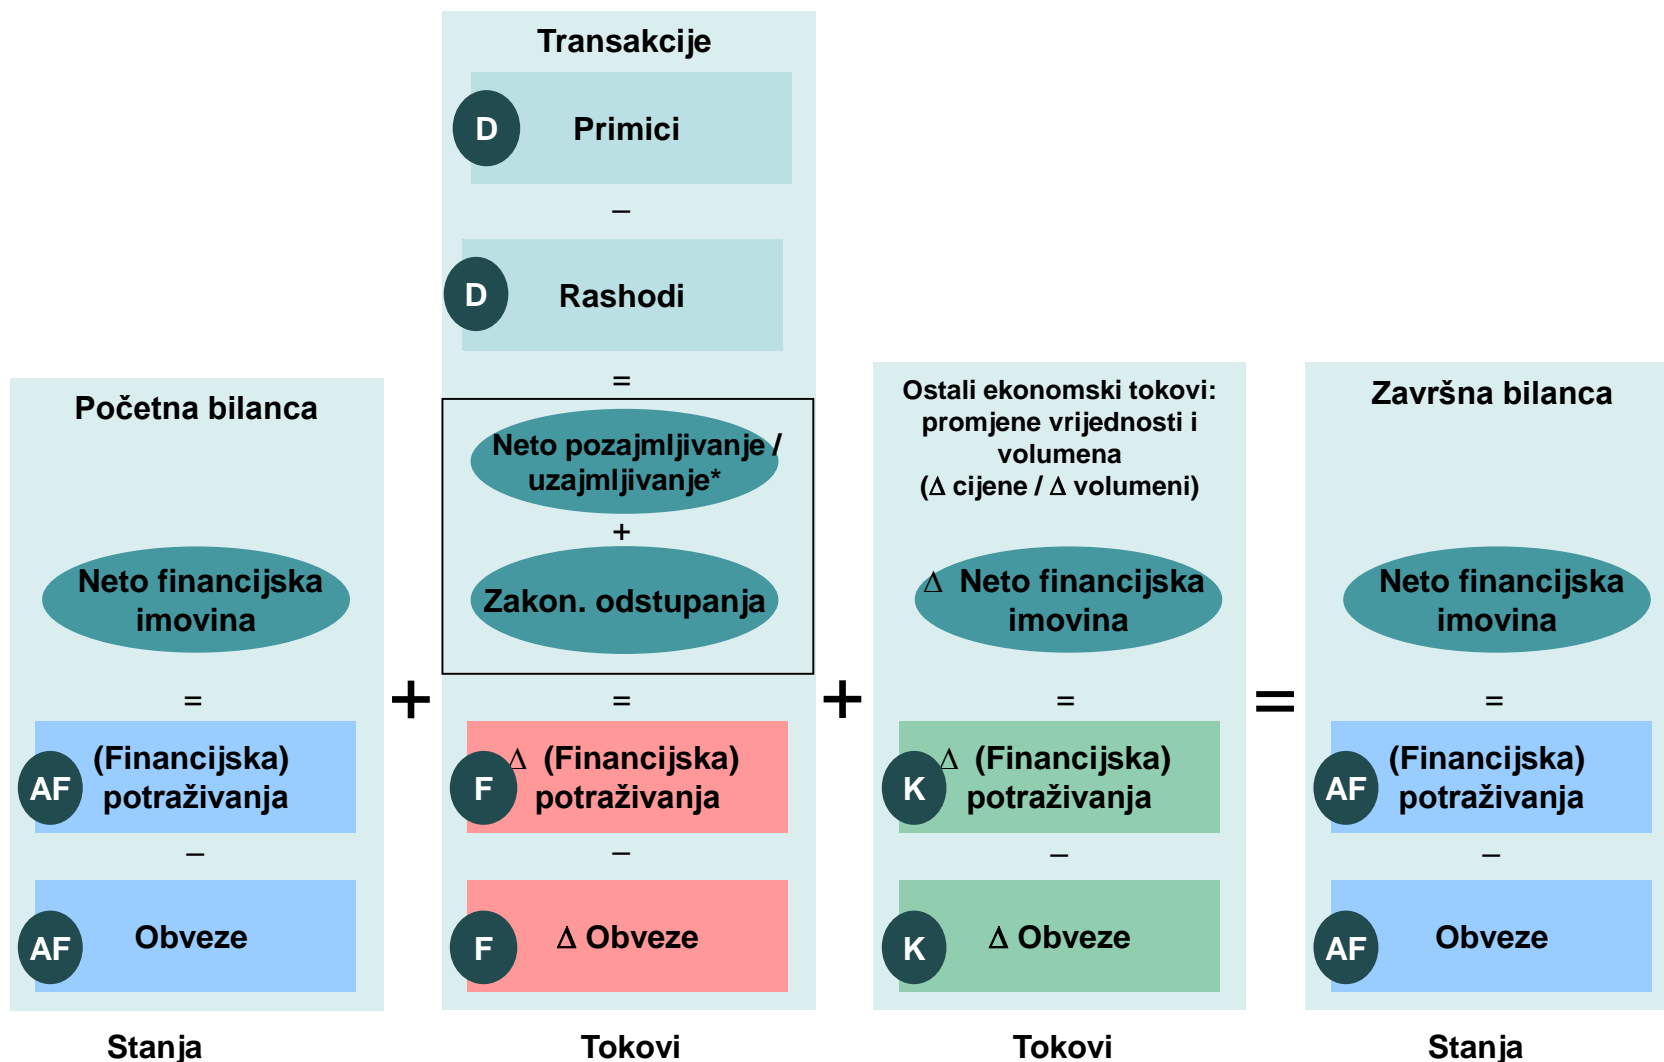 Transakcije
D
Primici
–
D
Rashodi
=
Neto pozajmljivanje /
uzajmljivanje*
+
Zakon. odstupanja
=
F
Δ (Financijska)
potraživanja
–
F
Δ Obveze
Tokovi
Početna bilanca
Neto financijska
imovina
=
AF
(Financijska)
potraživanja
–
AF
Obveze
Stanja
+
+
Ostali ekonomski tokovi:
promjene vrijednosti i
volumena
(Δ cijene / Δ volumeni)
Δ Neto financijska
imovina
=
K
Δ (Financijska)
potraživanja
–
K
Δ Obveze
Tokovi
=
Završna bilanca
Neto financijska
imovina
=
AF
(Financijska)
potraživanja
–
AF
Obveze
Stanja